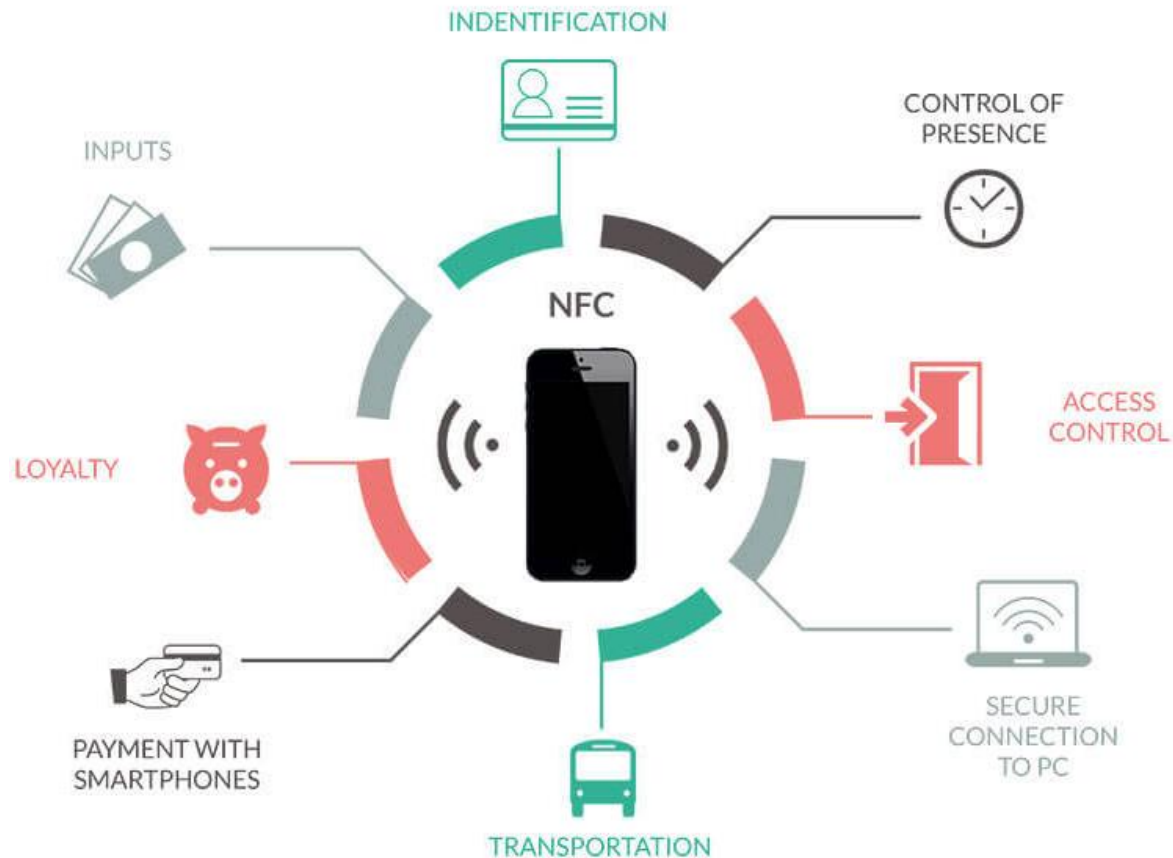 INDENTIFICATION
CONTROL OF
PRESENCE
INPUTS
NFC
ACCESS
CONTROL
LOYALTY
SECURE
CONNECTION
TO PC
PAYMENT WITH
SMARTPHONES
TRANSPORTATION